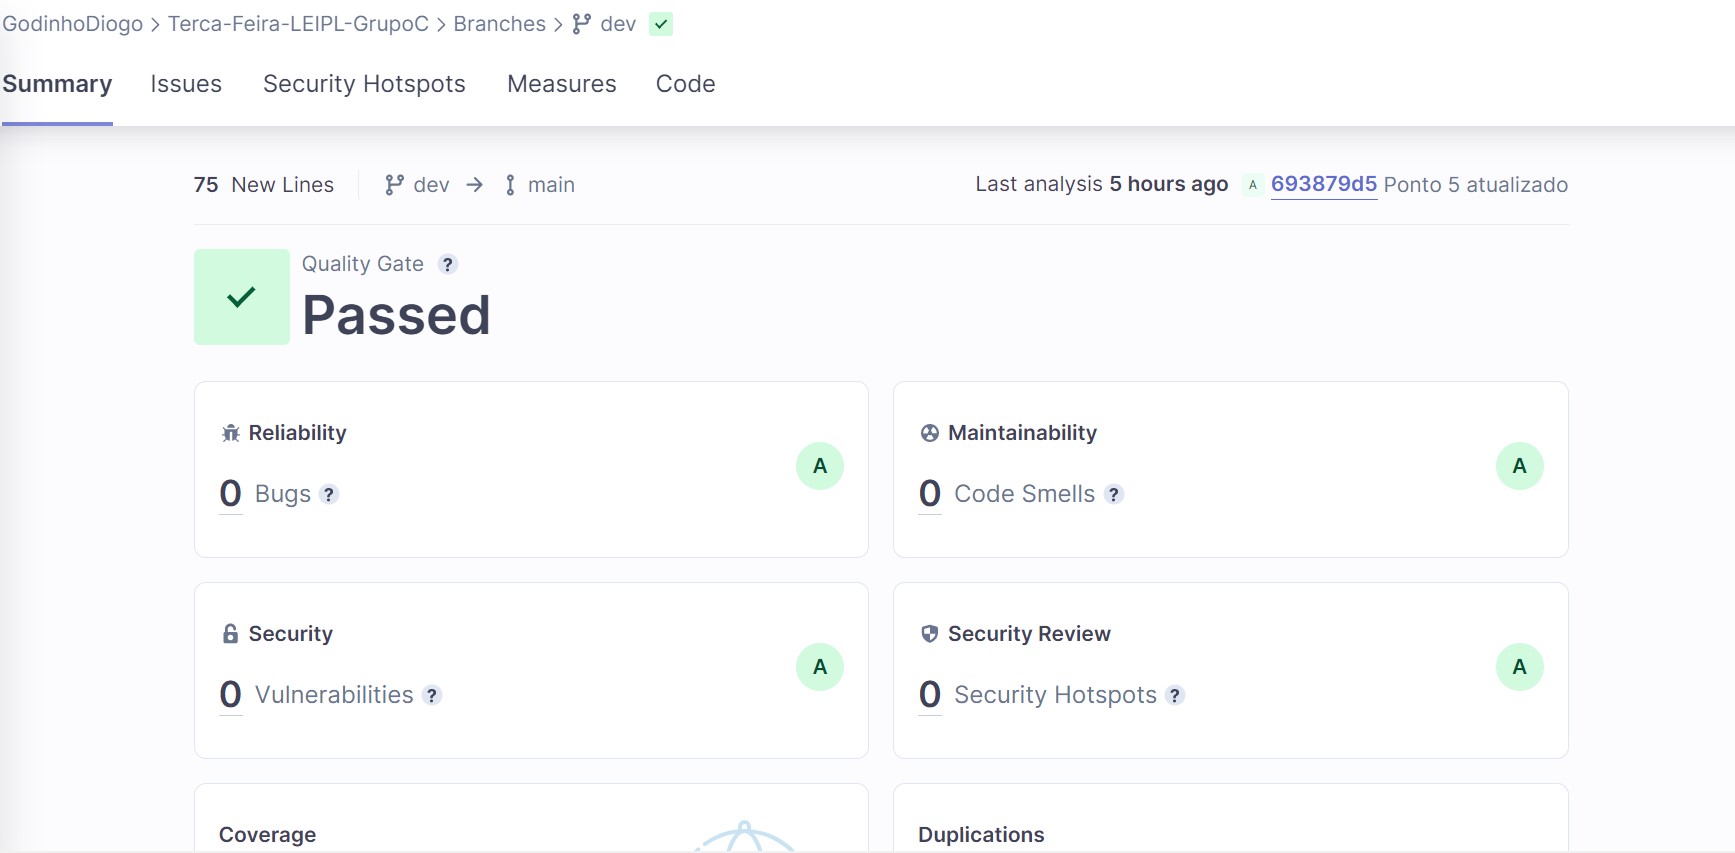 GodinhoDiogo > Terca-Feira-LEIPL-GrupoC > Branches > dev
Summary Issues Security Hotspots Measures Code
75 New Lines dev → main Last analysis 5 hours ago A 693879d5 Ponto 5 atualizado
Quality Gate ?
Passed
Reliability
0 Bugs ? A
Maintainability
0 Code Smells ? A
Security
0 Vulnerabilities ? A
Security Review
0 Security Hotspots ? A
Coverage
Duplications